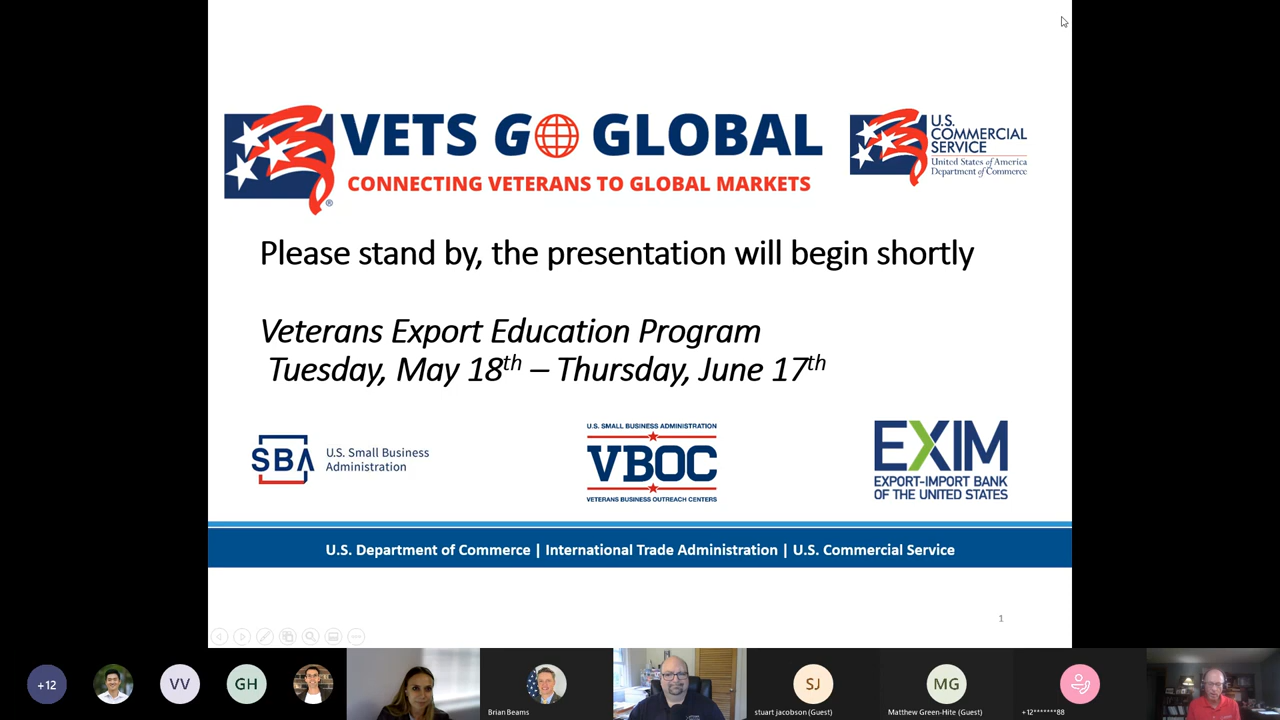 VETS GO GLOBAL
CONNECTING VETERANS TO GLOBAL MARKETS
®
U.S.
COMMERCIAL
SERVICE
United States of America
Department of Commerce
Please stand by, the presentation will begin shortly
Veterans Export Education Program
Tuesday, May 18th – Thursday, June 17th
SBA
U.S. Small Business
Administration
U.S. SMALL BUSINESS ADMINISTRATION
VBOC
VETERANS BUSINESS OUTREACH CENTERS
EXIM
EXPORT-IMPORT BANK
OF THE UNITED STATES
U.S. Department of Commerce | International Trade Administration | U.S. Commercial Service
1
+12
VV
GH
Brian Beams
SJ
stuart jacobson (Guest)
MG
Matthew Green-Hite (Guest)
+12*******88